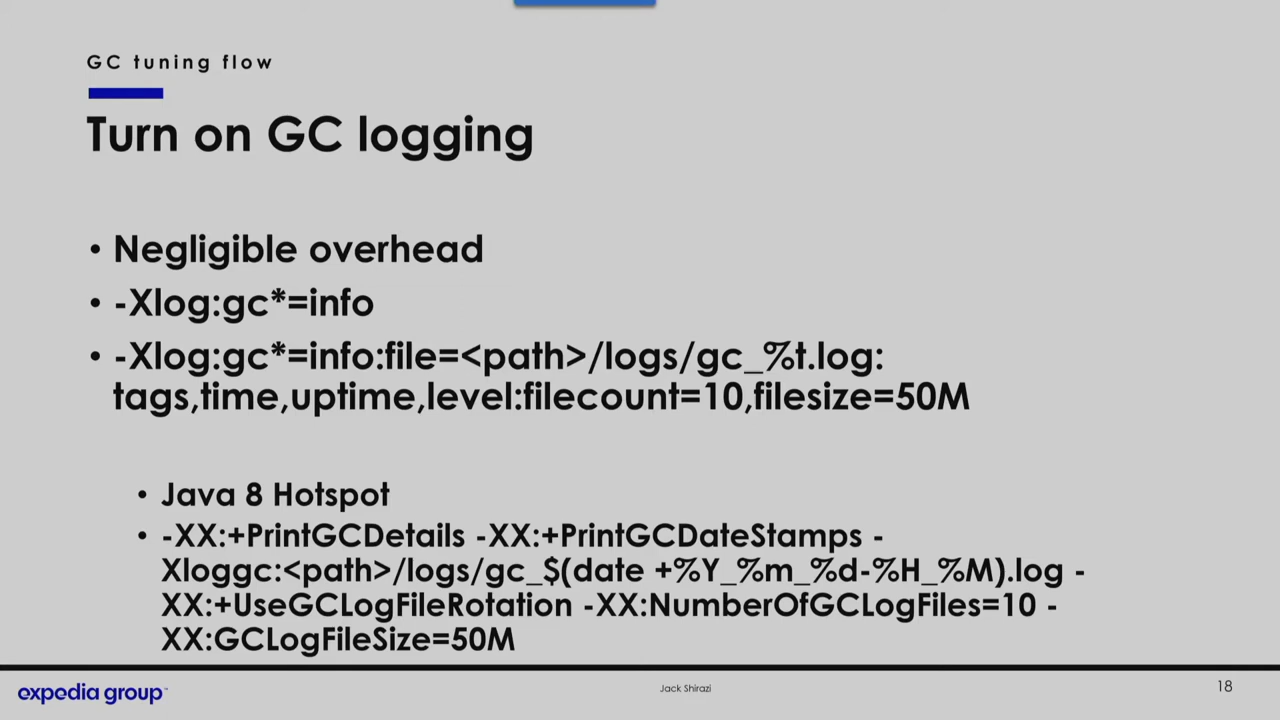 GC tuning flow
Turn on GC logging
• Negligible overhead
• -Xlog:gc*=info
• -Xlog:gc*=info:file=<path>/logs/gc_%t.log:
tags,time,uptime,level:filecount=10,filesize=50M
• Java 8 Hotspot
• -XX:+PrintGCDetails -XX:+PrintGCDateStamps -
Xloggc:<path>/logs/gc_$(date +%Y_%m_%d-%H_%M).log -
XX:+UseGCLogFileRotation -XX:NumberOfGCLogFiles=10 -
XX:GCLogFileSize=50M
expedia group™
Jack Shirazi
18